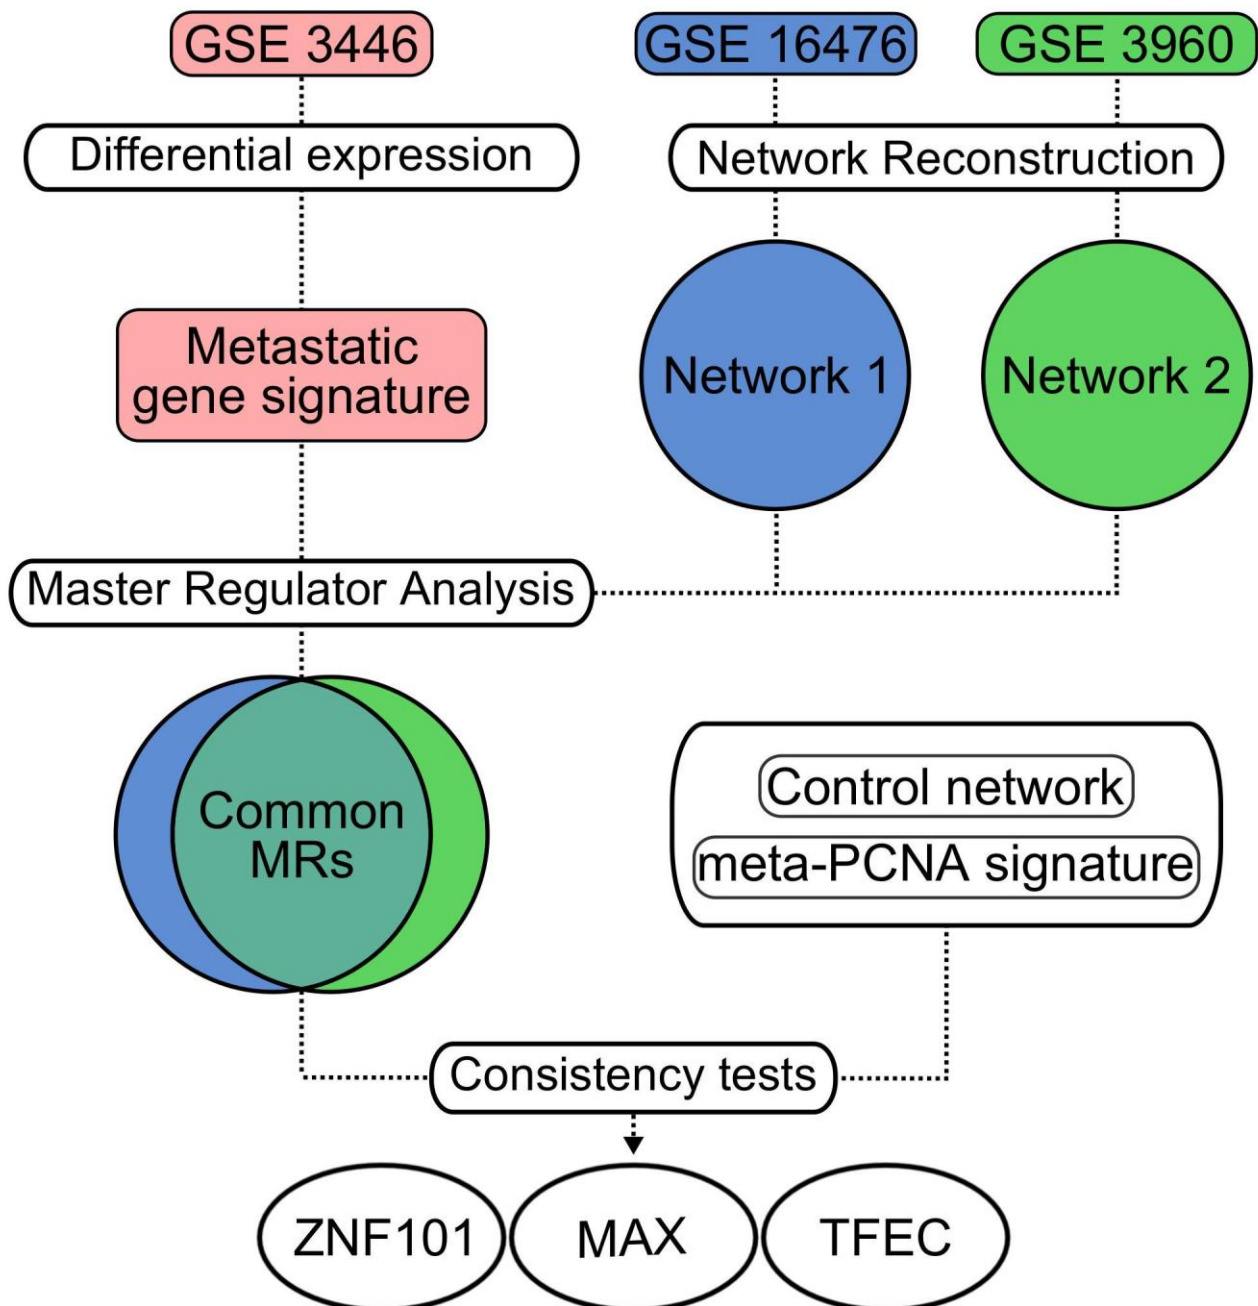 GSE 3446
GSE 16476
GSE 3960
Differential expression
Network Reconstruction
Metastatic
gene signature
Network 1
Network 2
Master Regulator Analysis
Common
MRs
Control network
meta-PCNA signature
Consistency tests
ZNF101
MAX
TFEC